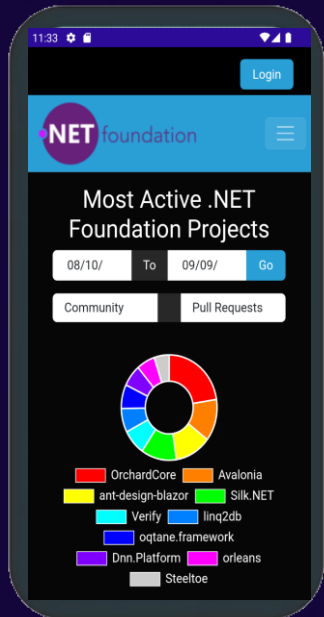 11:33
Login
.NET foundation
Most Active .NET
Foundation Projects
08/10/ To 09/09/ Go
Community Pull Requests
OrchardCore Avalonia
ant-design-blazor Silk.NET
Verify linq2db
oqtane.framework
Dnn.Platform orleans
Steeltoe